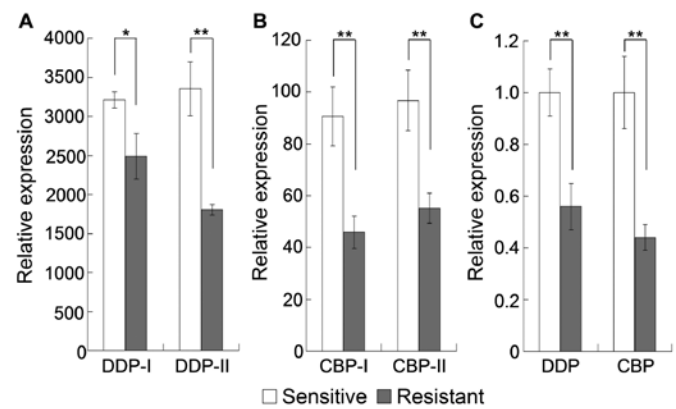 A
Relative expression
4000
3500
3000
2500
2000
1500
1000
500
0
*
**
DDP-I DDP-II
B
Relative expression
120
100
80
60
40
20
0
**
**
CBP-I CBP-II
C
Relative expression
1.2
1.0
0.8
0.6
0.4
0.2
0
**
**
DDP CBP
Sensitive Resistant